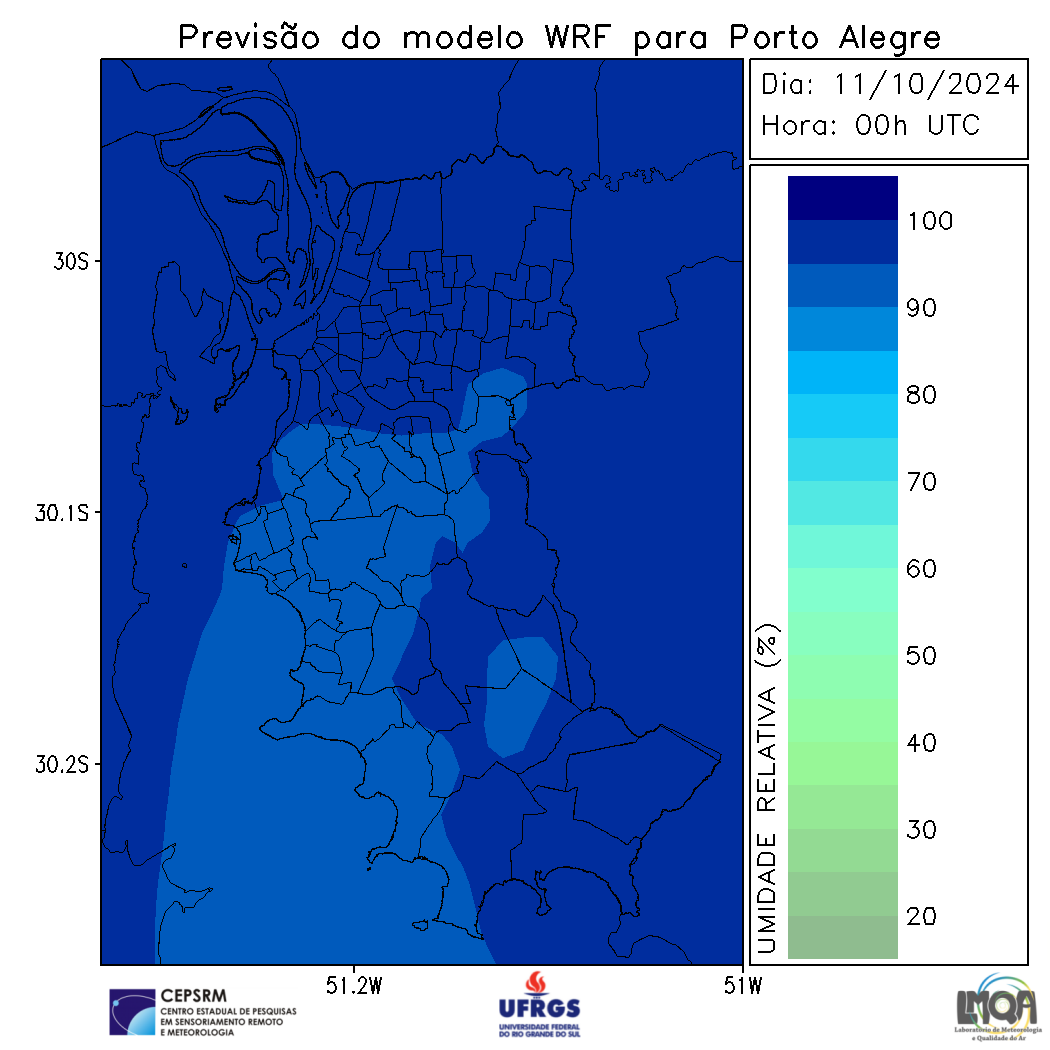 Previsão do modelo WRF para Porto Alegre
Dia: 11/10/2024
Hora: 00h UTC
100
90
80
70
60
50
40
30
20
UMIDADE RELATIVA (%)
30S
30.1S
30.2S
51.2W
51W
CEPSRM
CENTRO ESTADUAL DE PESQUISAS
EM SENSORIAMENTO REMOTO
E METEOROLOGIA
UFRGS
UNIVERSIDADE FEDERAL
DO RIO GRANDE DO SUL
LMQA
Laboratório de Meteorologia
e Qualidade do Ar